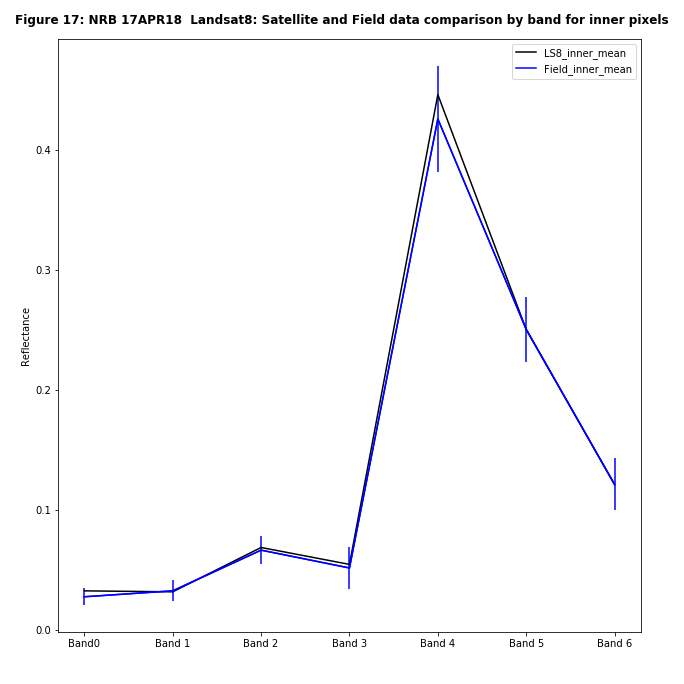 Figure 17: NRB 17APR18  Landsat8: Satellite and Field data comparison by band for inner pixels
LS8_inner_mean
Field_inner_mean
Reflectance
0.4
0.3
0.2
0.1
0.0
Band0 Band 1 Band 2 Band 3 Band 4 Band 5 Band 6